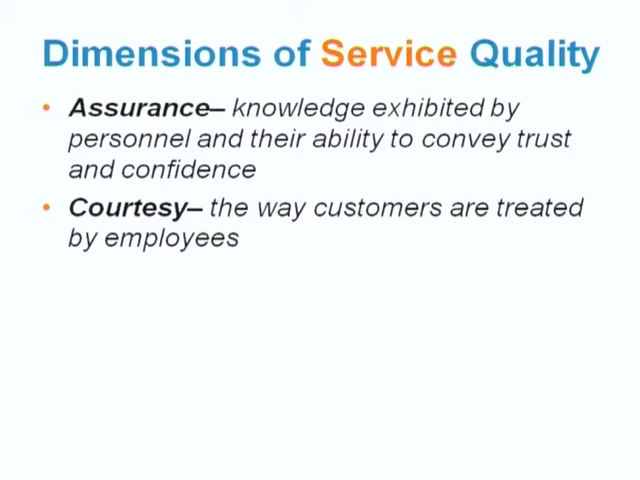 Dimensions of Service Quality
• Assurance– knowledge exhibited by
personnel and their ability to convey trust
and confidence
• Courtesy– the way customers are treated
by employees